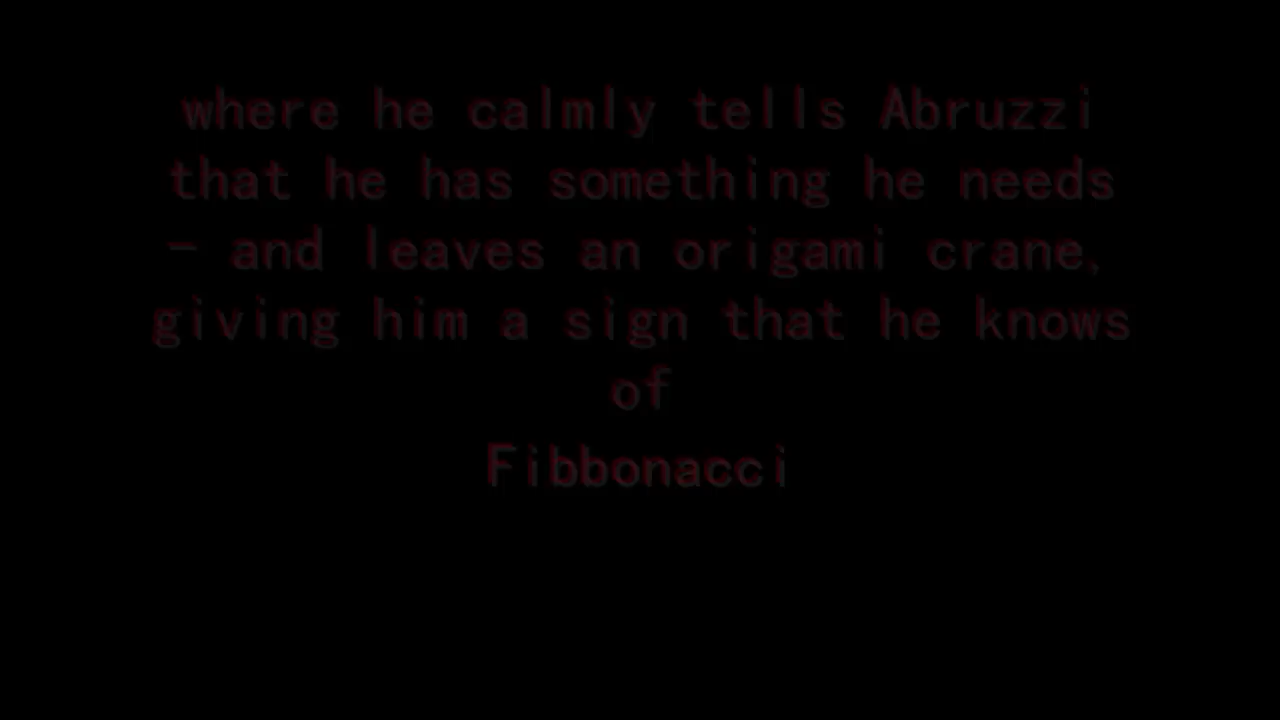 where he calmly tells Abruzzi
that he has something he needs
- and leaves an origami crane,
giving him a sign that he knows
of
Fibbonacci